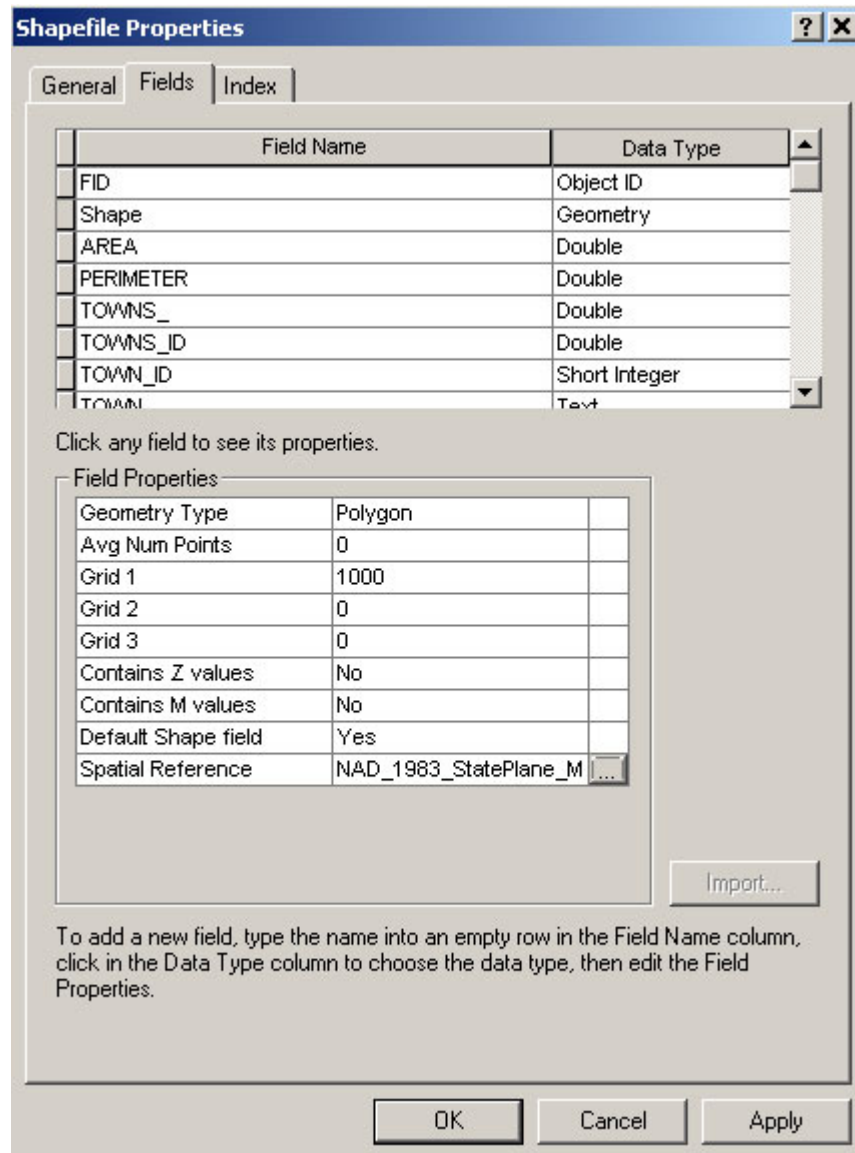 Shapefile Properties ? X
General Fields Index
Field Name Data Type
FID Object ID
Shape Geometry
AREA Double
PERIMETER Double
TOWNS_ Double
TOWNS_ID Double
TOWN_ID Short Integer
TOWN Text
Click any field to see its properties.
Field Properties
Geometry Type Polygon
Avg Num Points 0
Grid 1 1000
Grid 2 0
Grid 3 0
Contains Z values No
Contains M values No
Default Shape field Yes
Spatial Reference NAD_1983_StatePlane_M ...
Import...
To add a new field, type the name into an empty row in the Field Name column,
click in the Data Type column to choose the data type, then edit the Field
Properties.
OK Cancel Apply